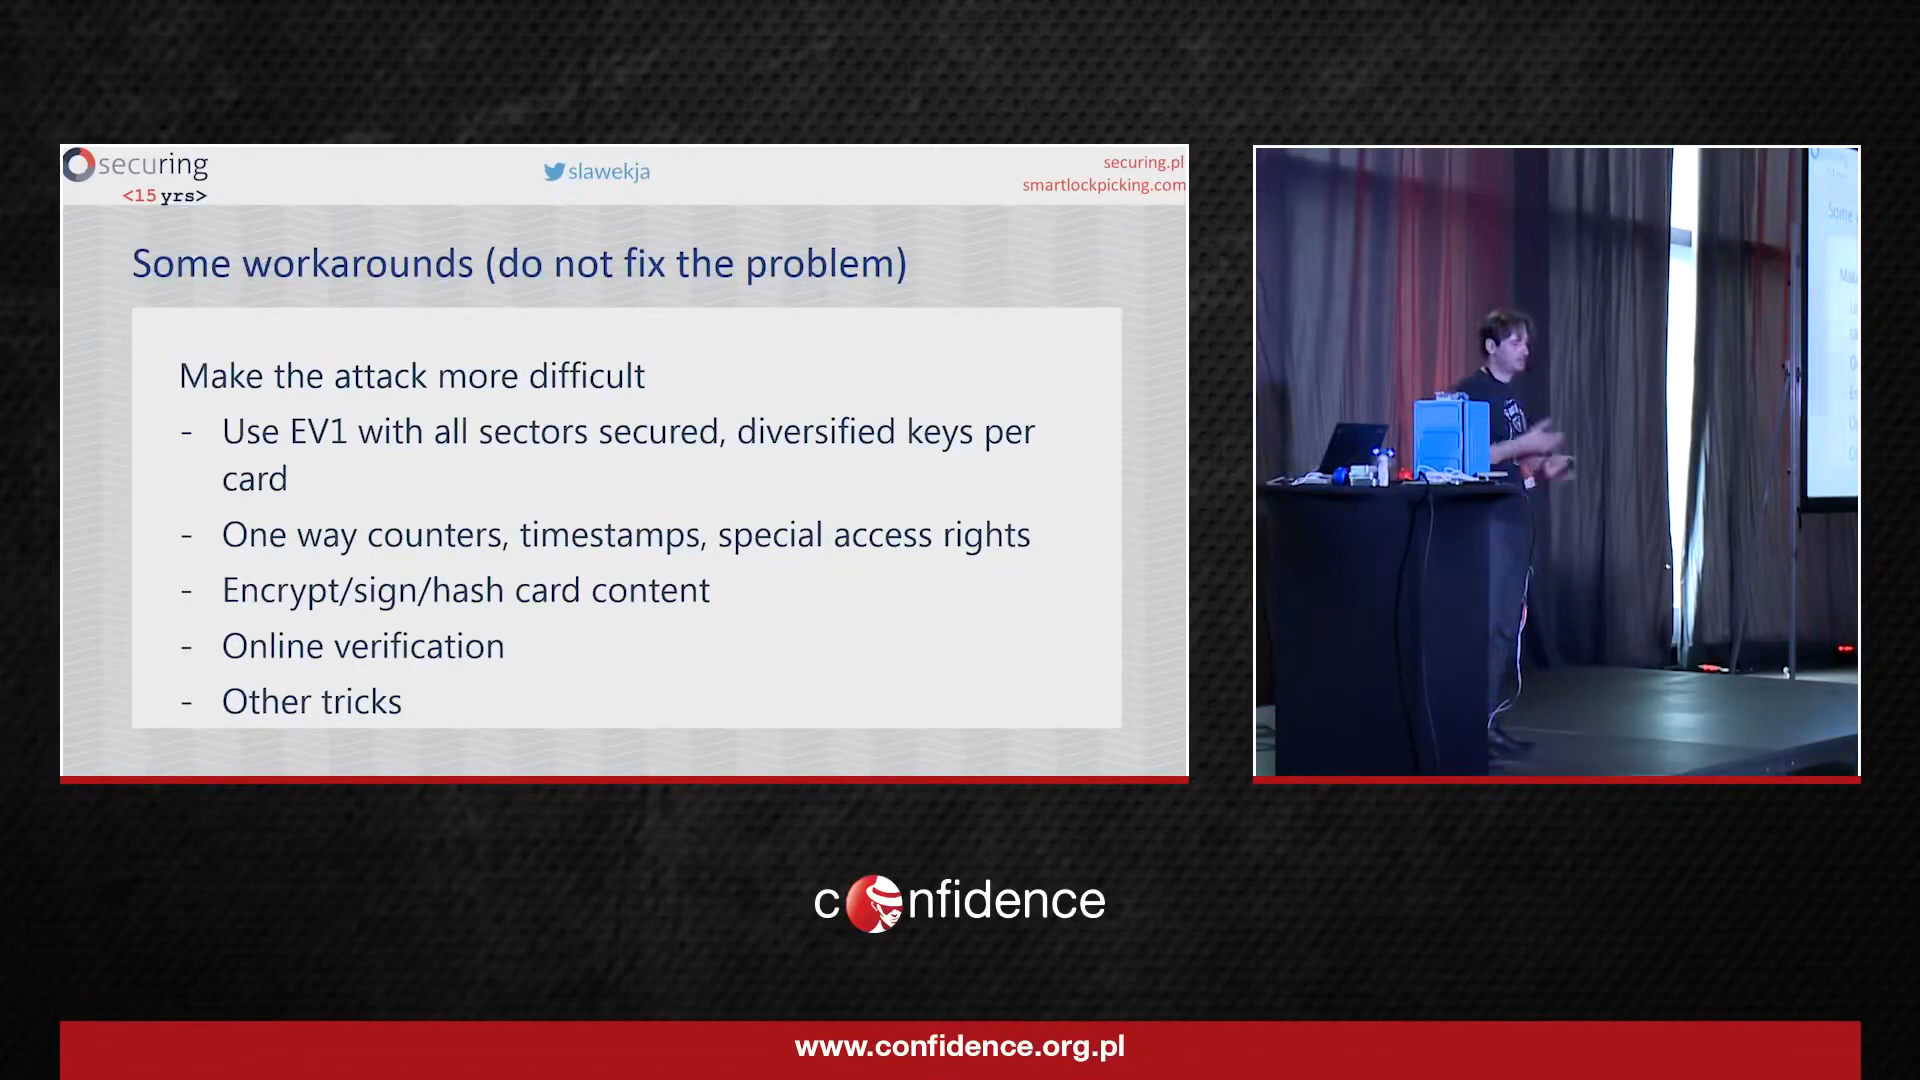 securing
<15 yrs>
slawekja
securing.pl
smartlockpicking.com
Some workarounds (do not fix the problem)
Make the attack more difficult
- Use EV1 with all sectors secured, diversified keys per
card
- One way counters, timestamps, special access rights
- Encrypt/sign/hash card content
- Online verification
- Other tricks
Some
confidence
www.confidence.org.pl